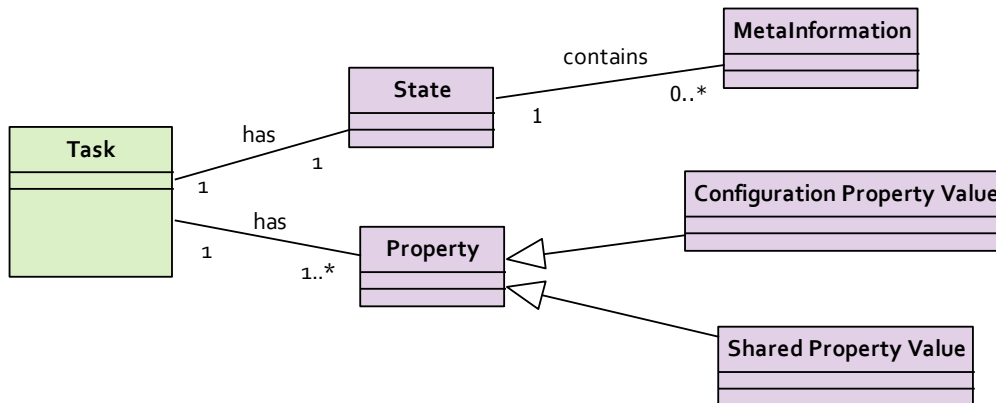 MetaInformation
contains
State
0..*
1
has
Task
1
1
Configuration Property Value
has
Property
1
1..*
Shared Property Value